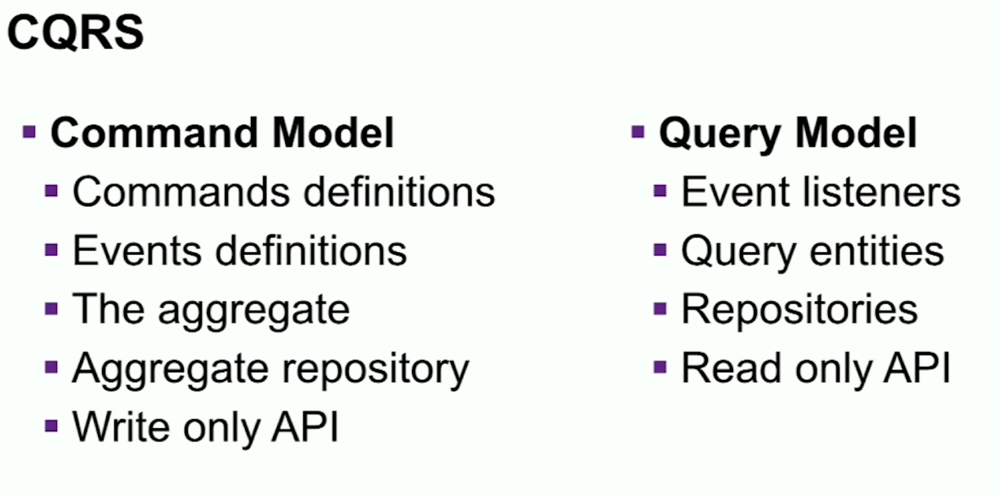 CQRS
Command Model
Commands definitions
Events definitions
The aggregate
Aggregate repository
Write only API
Query Model
Event listeners
Query entities
Repositories
Read only API